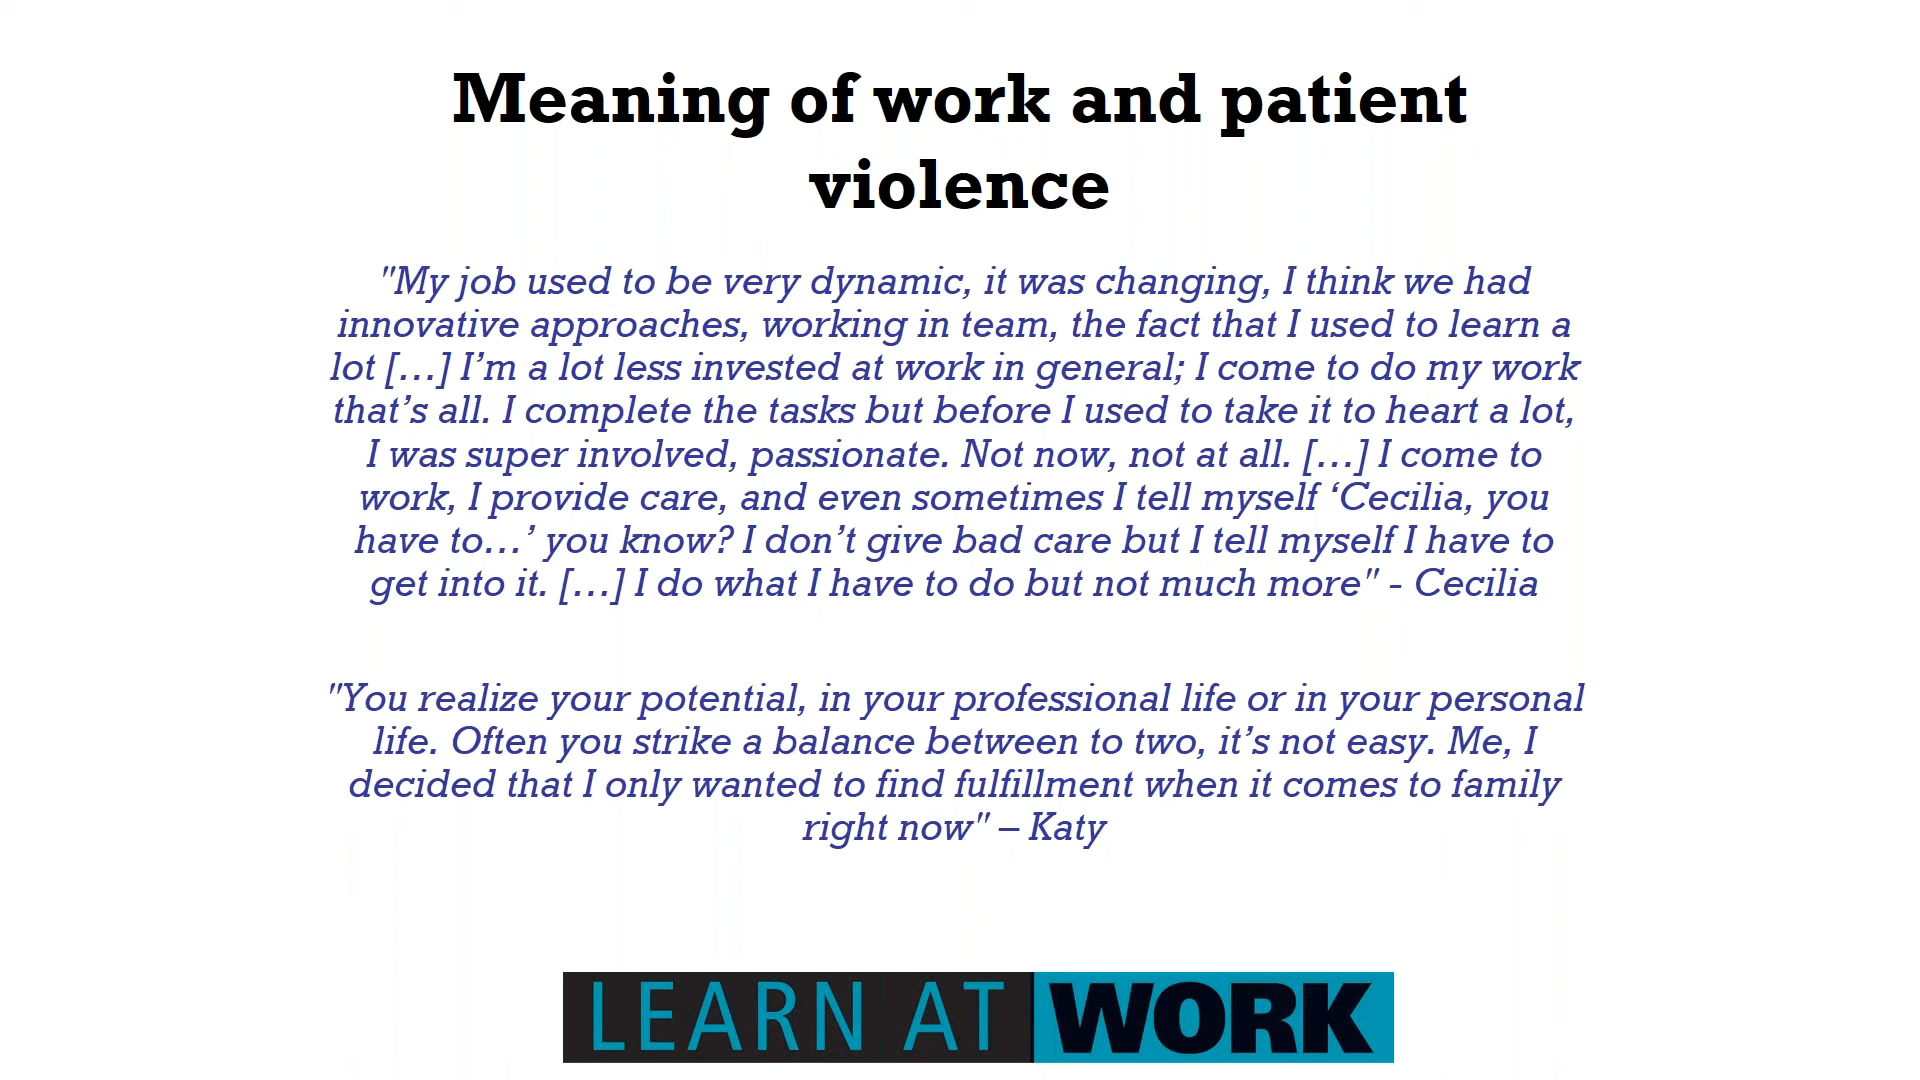 Meaning of work and patient
violence
"My job used to be very dynamic, it was changing, I think we had
innovative approaches, working in team, the fact that I used to learn a
lot […] I’m a lot less invested at work in general; I come to do my work
that’s all. I complete the tasks but before I used to take it to heart a lot,
I was super involved, passionate. Not now, not at all. […] I come to
work, I provide care, and even sometimes I tell myself ‘Cecilia, you
have to…’ you know? I don’t give bad care but I tell myself I have to
get into it. […] I do what I have to do but not much more" - Cecilia
"You realize your potential, in your professional life or in your personal
life. Often you strike a balance between to two, it’s not easy. Me, I
decided that I only wanted to find fulfillment when it comes to family
right now" – Katy
LEARN AT WORK